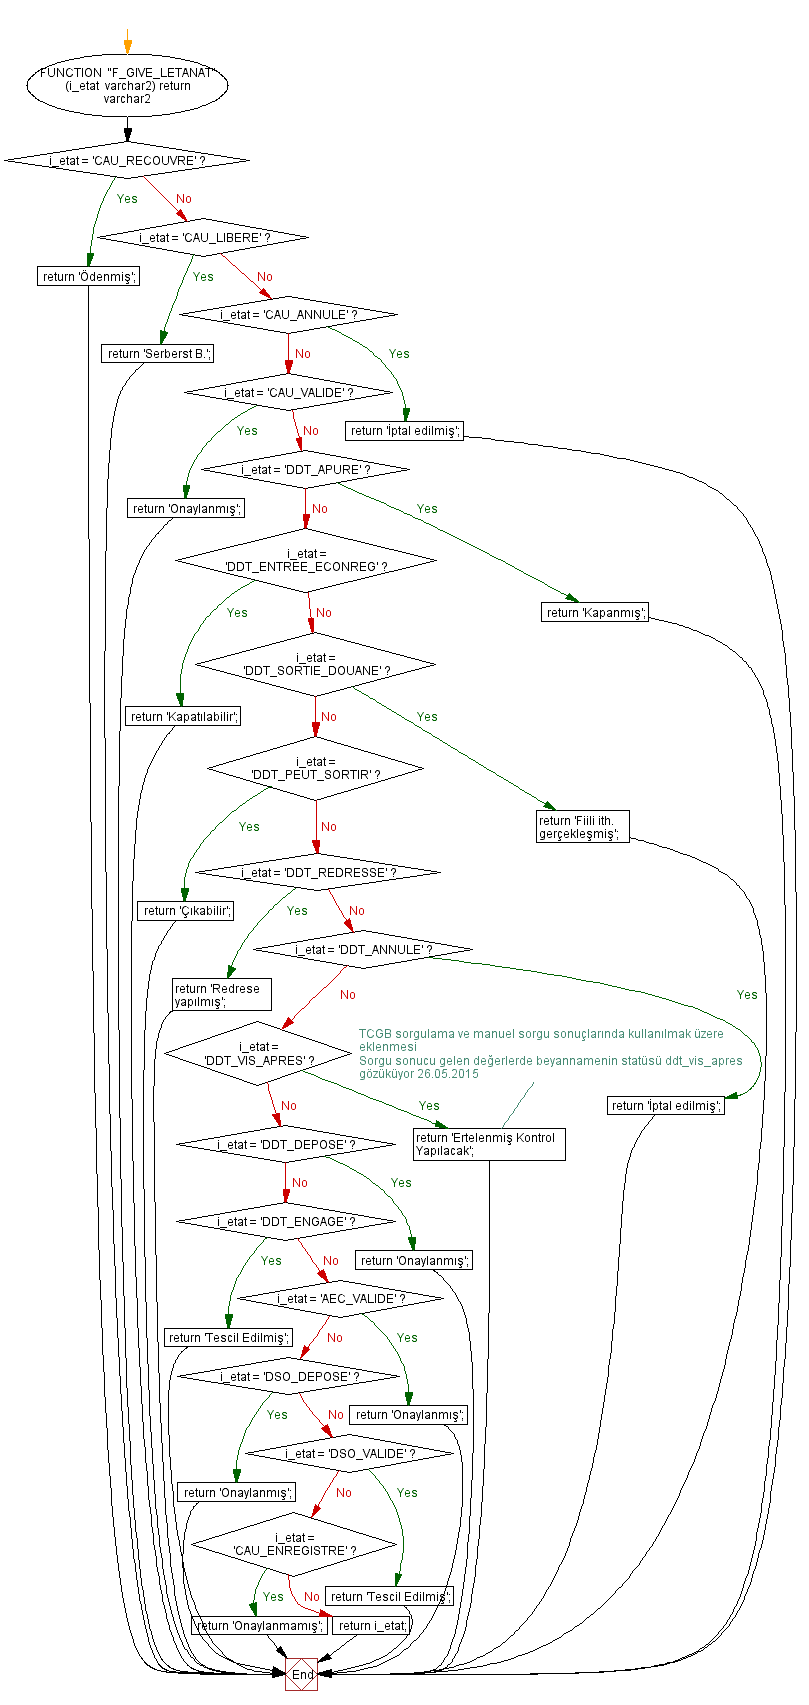 FUNCTION "F_GIVE_LETANAT"
(i_etat varchar2) return
varchar2
i_etat = 'CAU_RECOUVRE' ?
Yes
No
i_etat = 'CAU_LIBERE' ?
return 'Ödenmiş';
Yes
No
i_etat = 'CAU_ANNULE' ?
return 'Serberst B.';
No
Yes
i_etat = 'CAU_VALIDE' ?
Yes
No
return 'İptal edilmiş';
i_etat = 'DDT_APURE' ?
return 'Onaylanmış';
No
Yes
i_etat =
'DDT_ENTREE_ECONREG' ?
Yes
No
return 'Kapanmış';
i_etat =
'DDT_SORTIE_DOUANE' ?
return 'Kapatılabilir';
No
Yes
i_etat =
'DDT_PEUT_SORTIR' ?
Yes
No
return 'Fiili ith.
gerçekleşmiş';
i_etat = 'DDT_REDRESSE' ?
return 'Çıkabilir';
Yes
No
i_etat = 'DDT_ANNULE' ?
return 'Redrese
yapılmış';
No
Yes
TCGB sorgulama ve manuel sorgu sonuçlarında kullanılmak üzere
eklenmesi
Sorgu sonucu gelen değerlerde beyannamenin statüsü ddt_vis_apres
gözüküyor 26.05.2015
i_etat =
'DDT_VIS_APRES' ?
No
Yes
return 'İptal edilmiş';
return 'Ertelenmiş Kontrol
Yapılacak';
i_etat = 'DDT_DEPOSE' ?
No
Yes
i_etat = 'DDT_ENGAGE' ?
Yes
No
return 'Onaylanmış';
i_etat = 'AEC_VALIDE' ?
return 'Tescil Edilmiş';
No
Yes
i_etat = 'DSO_DEPOSE' ?
Yes
No
return 'Onaylanmış';
i_etat = 'DSO_VALIDE' ?
return 'Onaylanmış';
No
Yes
i_etat =
'CAU_ENREGISTRE' ?
Yes
No
return 'Tescil Edilmiş';
return 'Onaylanmamış';
return i_etat;
End